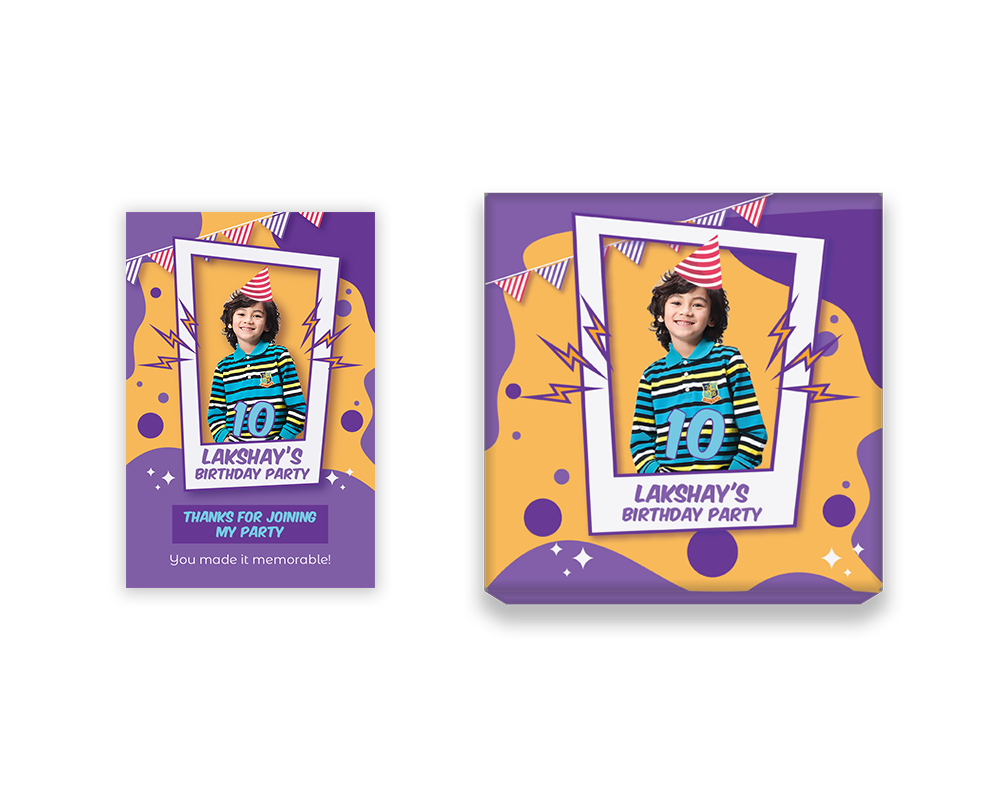 10
LAKSHAY'S
BIRTHDAY PARTY
THANKS FOR JOINING
MY PARTY
You made it memorable!
10
LAKSHAY'S
BIRTHDAY PARTY